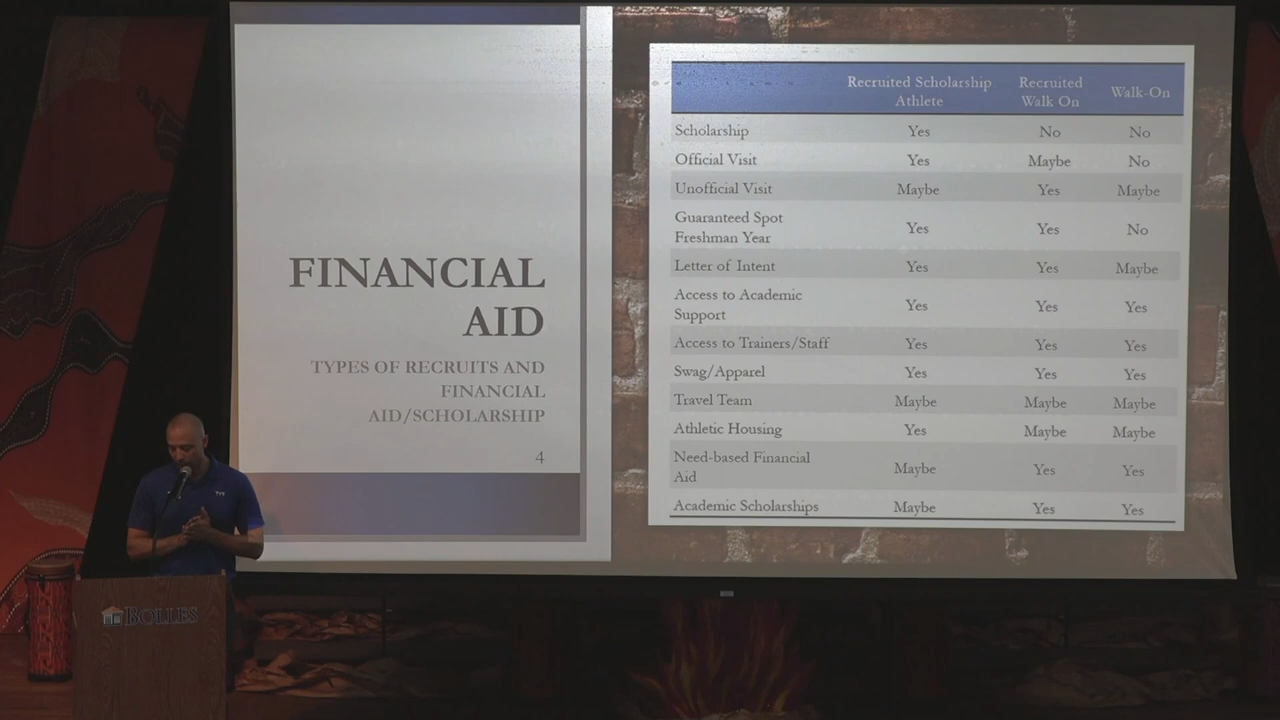 FINANCIAL
AID
TYPES OF RECRUITS AND
FINANCIAL
AID/SCHOLARSHIP
4
Recruited Scholarship Athlete Recruited Walk On Walk-On
Scholarship Yes No No
Official Visit Yes Maybe No
Unofficial Visit Maybe Yes Maybe
Guaranteed Spot Freshman Year Yes Yes No
Letter of Intent Yes Yes Maybe
Access to Academic Support Yes Yes Yes
Access to Trainers/Staff Yes Yes Yes
Swag/Apparel Yes Yes Yes
Travel Team Maybe Maybe Maybe
Athletic Housing Yes Maybe Maybe
Need-based Financial Aid Maybe Yes Yes
Academic Scholarships Maybe Yes Yes
TYR
BOLLES